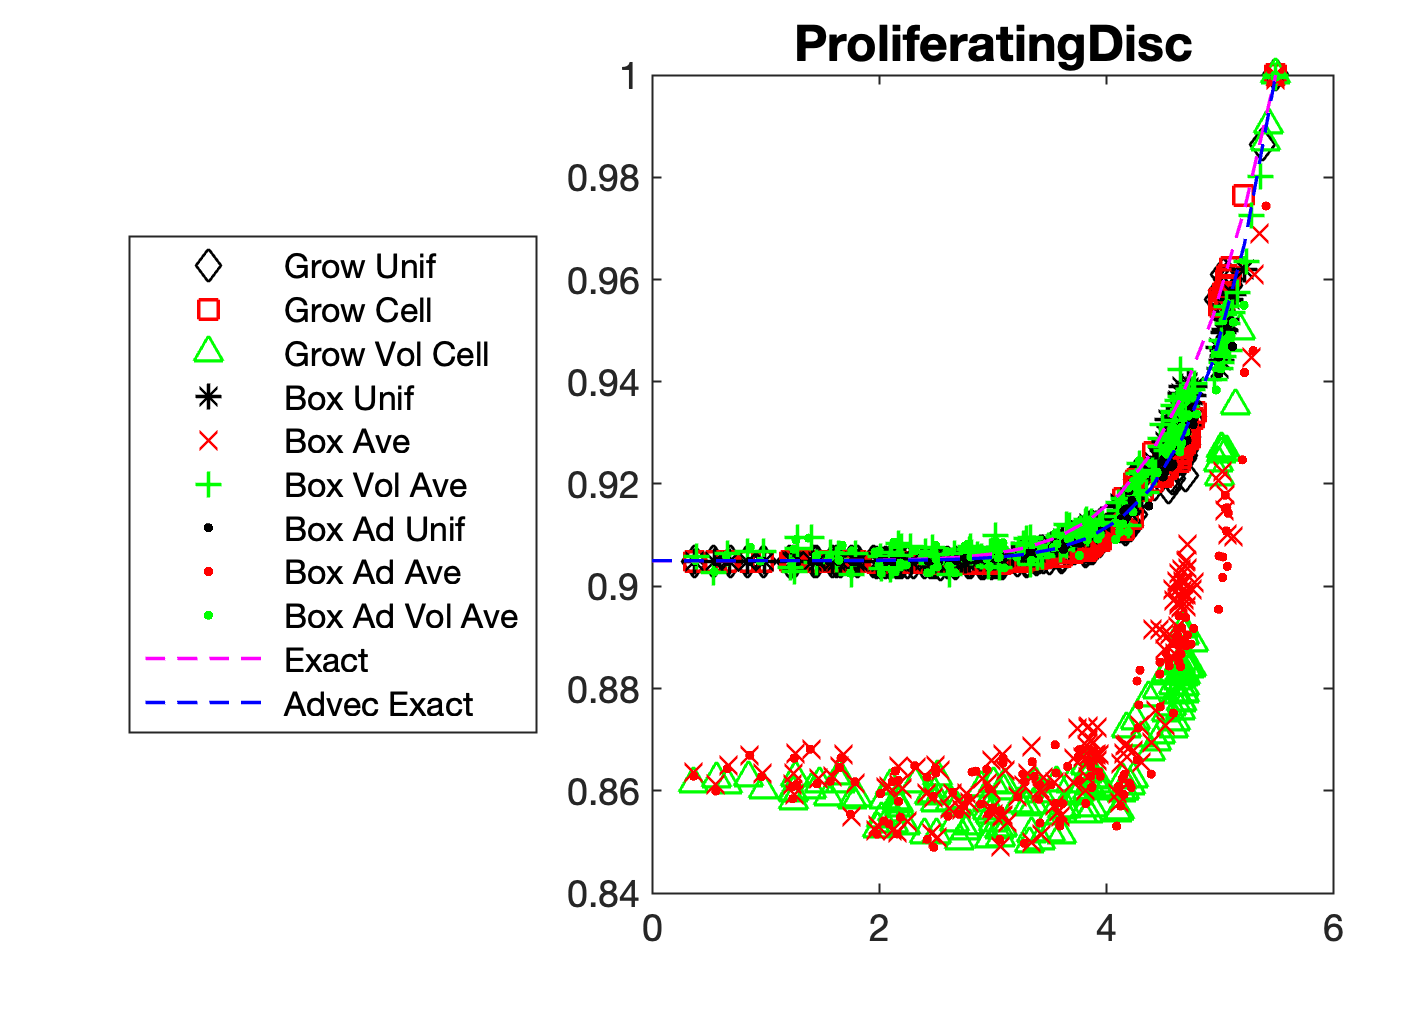 ProliferatingDisc
1
0.98
0.96
0.94
0.92
0.9
0.88
0.86
0.84
0
2
4
6
Grow Unif
Grow Cell
Grow Vol Cell
Box Unif
Box Ave
Box Vol Ave
Box Ad Unif
Box Ad Ave
Box Ad Vol Ave
Exact
Advec Exact